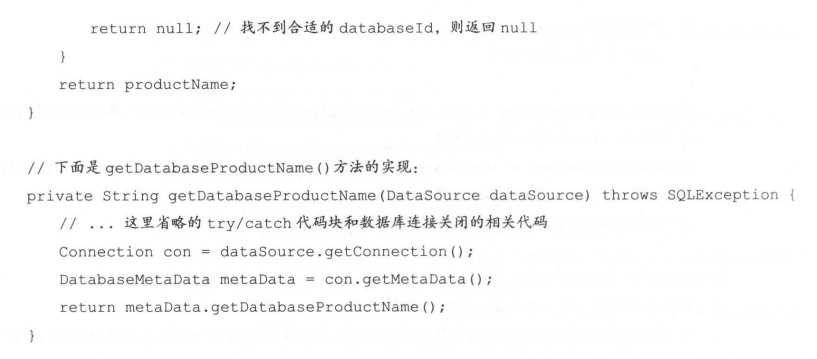 return null; // 找不到合适的 databaseId，则返回 null
}
return productName;
}
// 下面是 getDatabaseProductName()方法的实现：
private String getDatabaseProductName(DataSource dataSource) throws SQLException {
// ... 这里省略的 try/catch 代码块和数据库连接关闭的相关代码
Connection con = dataSource.getConnection();
DatabaseMetaData metaData = con.getMetaData();
return metaData.getDatabaseProductName();
}